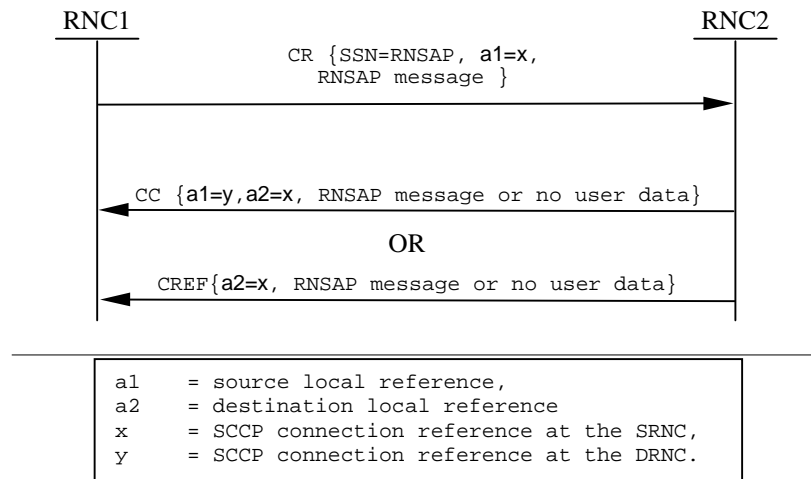 RNC1 RNC2
CR {SSN=RNSAP, a1=x,
RNSAP message }
CC {a1=y,a2=x, RNSAP message or no user data}
OR
CREF{a2=x, RNSAP message or no user data}
a1 = source local reference,
a2 = destination local reference
x = SCCP connection reference at the SRNC,
y = SCCP connection reference at the DRNC.